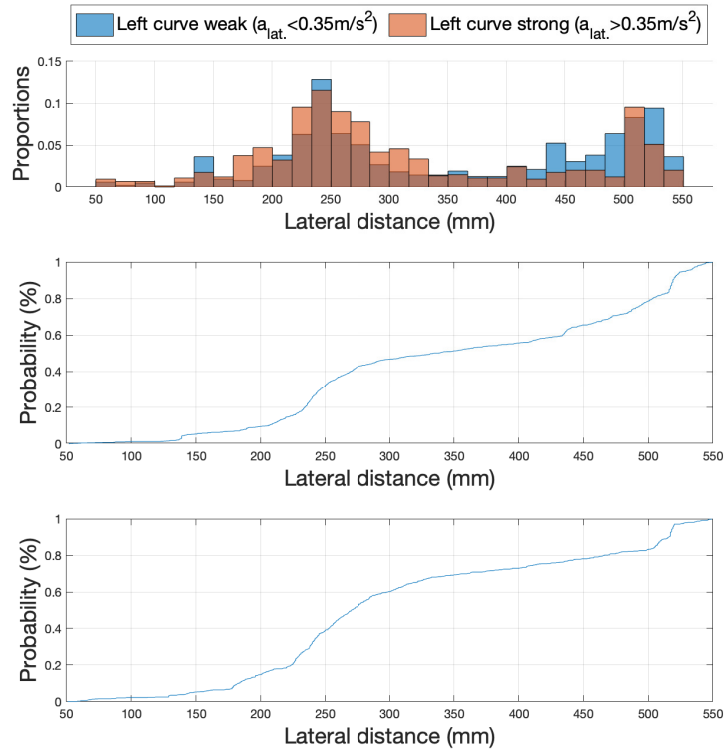 Left curve weak (a_lat.<0.35m/s²) Left curve strong (a_lat.>0.35m/s²)
0.15
0.1
0.05
0
Proportions
50 100 150 200 250 300 350 400 450 500 550
Lateral distance (mm)
1
0.8
0.6
0.4
0.2
0
Probability (%)
50 100 150 200 250 300 350 400 450 500 550
Lateral distance (mm)
1
0.8
0.6
0.4
0.2
0
Probability (%)
50 100 150 200 250 300 350 400 450 500 550
Lateral distance (mm)